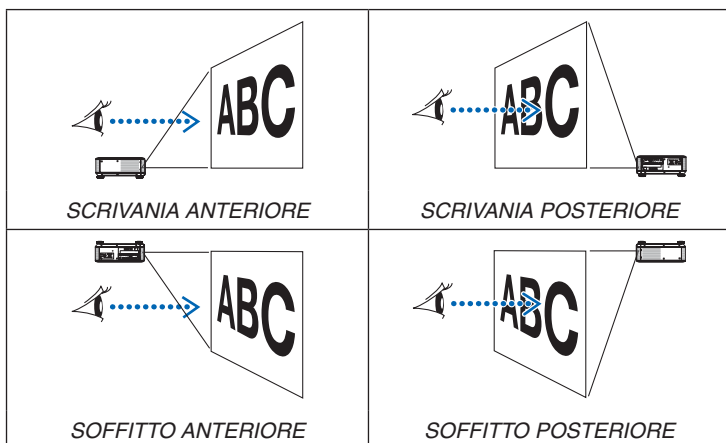 ABC
ABC
SCRIVANIA ANTERIORE
SCRIVANIA POSTERIORE
ABC
ABC
SOFFITTO ANTERIORE
SOFFITTO POSTERIORE